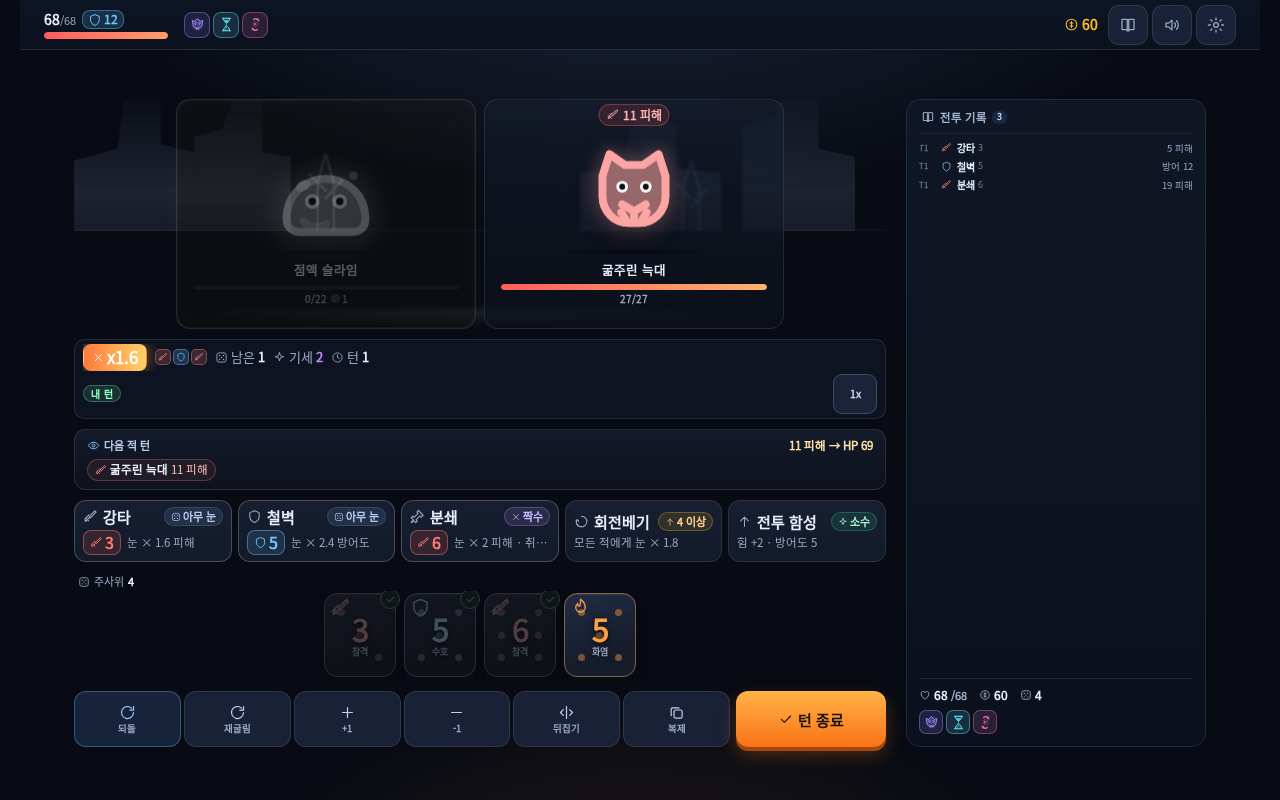 68/68 12
60
11 피해
점액 슬라임
0/22 1
굶주린 늑대
27/27
x1.6 남은 1 기세 2 턴 1
내 턴
1x
다음 적 턴
11 피해 → HP 69
굶주린 늑대 11 피해
강타 아무 눈
3 눈 × 1.6 피해
철벽 아무 눈
5 눈 × 2.4 방어도
분쇄 짝수
6 눈 × 2 피해 · 취…
회전베기 4 이상
모든 적에게 눈 × 1.8
전투 함성 소수
힘 +2 · 방어도 5
주사위 4
3
참격
5
수호
6
참격
5
화염
되돌
재굴림
+1
-1
뒤집기
복제
턴 종료
전투 기록 3
T1 강타 3 5 피해
T1 철벽 5 방어 12
T1 분쇄 6 19 피해
68 /68 60 4